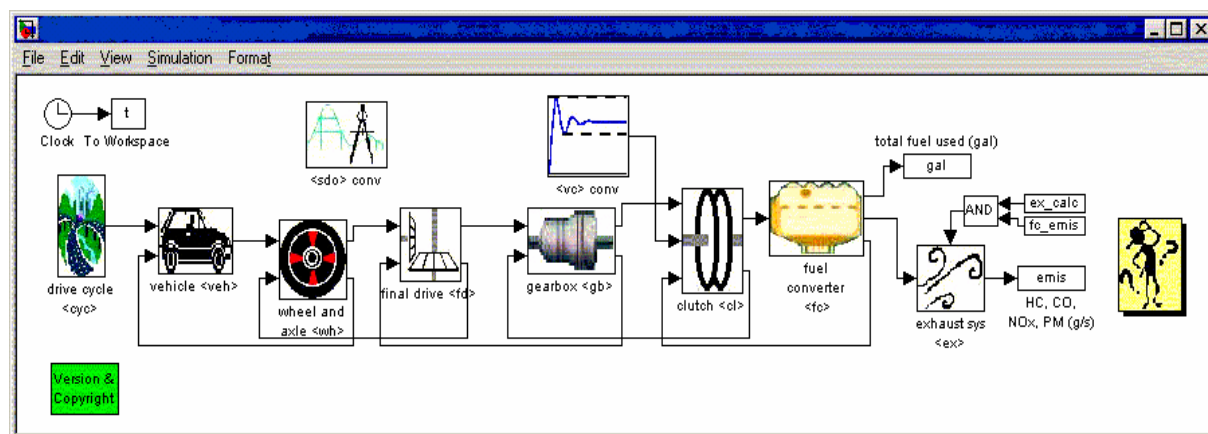 File Edit View Simulation Format
t
Clock To Workspace
<sdo> conv
<vc> conv
total fuel used (gal)
gal
AND
ex_calc
fc_emis
drive cycle
<cyc>
vehicle <veh>
wheel and
axle <wh>
final drive <fd>
gearbox <gb>
clutch <cl>
fuel
converter
<fc>
exhaust sys
<ex>
emis
HC, CO,
NOx, PM (g/s)
Version &
Copyright